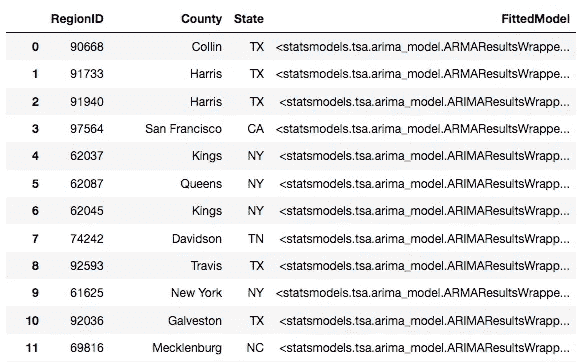 RegionID County State FittedModel
0 90668 Collin TX <statsmodels.tsa.arima_model.ARMAResultsWrappe...
1 91733 Harris TX <statsmodels.tsa.arima_model.ARMAResultsWrappe...
2 91940 Harris TX <statsmodels.tsa.arima_model.ARIMAResultsWrapp...
3 97564 San Francisco CA <statsmodels.tsa.arima_model.ARMAResultsWrappe...
4 62037 Kings NY <statsmodels.tsa.arima_model.ARIMAResultsWrapp...
5 62087 Queens NY <statsmodels.tsa.arima_model.ARIMAResultsWrapp...
6 62045 Kings NY <statsmodels.tsa.arima_model.ARIMAResultsWrapp...
7 74242 Davidson TN <statsmodels.tsa.arima_model.ARIMAResultsWrapp...
8 92593 Travis TX <statsmodels.tsa.arima_model.ARIMAResultsWrapp...
9 61625 New York NY <statsmodels.tsa.arima_model.ARMAResultsWrappe...
10 92036 Galveston TX <statsmodels.tsa.arima_model.ARIMAResultsWrapp...
11 69816 Mecklenburg NC <statsmodels.tsa.arima_model.ARIMAResultsWrapp...